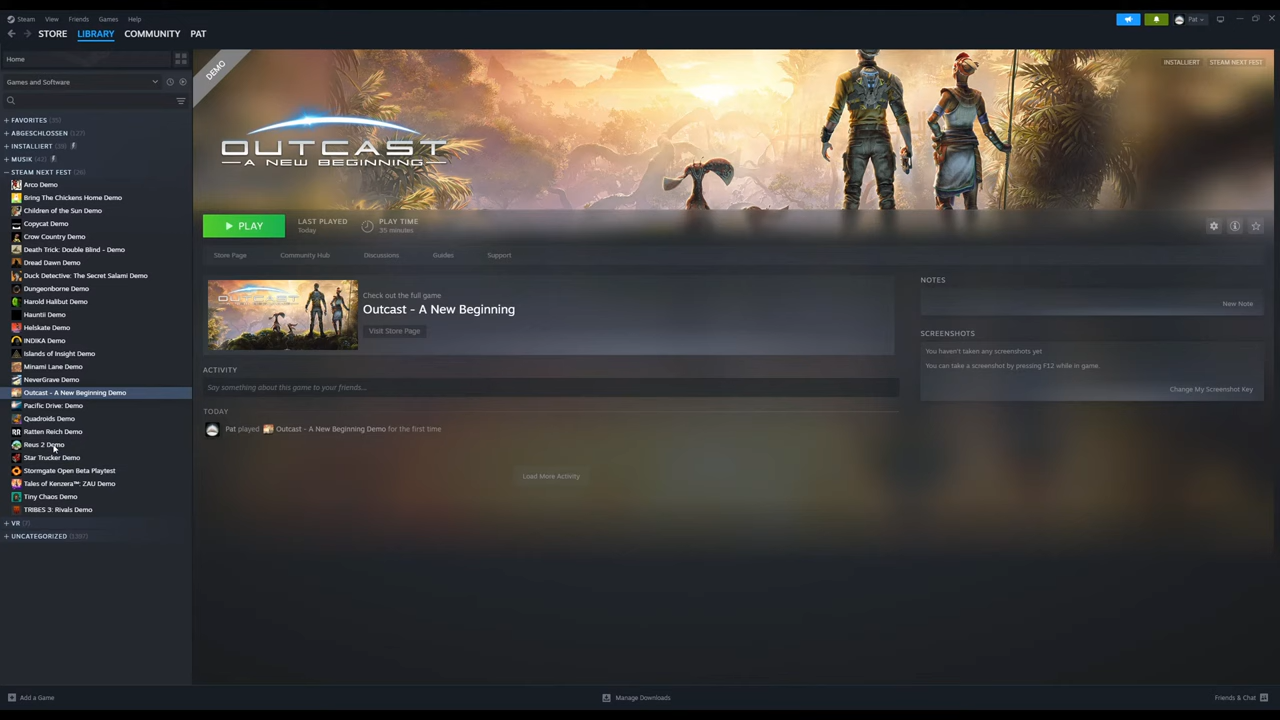 Steam View Friends Games Help
Pat
STORE LIBRARY COMMUNITY PAT
Home
Games and Software
FAVORITES (35)
ABGESCHLOSSEN (127)
INSTALLIERT (39)
MUSIK (42)
STEAM NEXT FEST (26)
Arco Demo
Bring The Chickens Home Demo
Children of the Sun Demo
Copycat Demo
Crow Country Demo
Death Trick: Double Blind - Demo
Dread Dawn Demo
Duck Detective: The Secret Salami Demo
Dungeonborne Demo
Harold Halibut Demo
Hauntii Demo
Helskate Demo
INDIKA Demo
Islands of Insight Demo
Minami Lane Demo
NeverGrave Demo
Outcast - A New Beginning Demo
Pacific Drive: Demo
Quadroids Demo
Ratten Reich Demo
Reus 2 Demo
Star Trucker Demo
Stormgate Open Beta Playtest
Tales of Kenzera™: ZAU Demo
Tiny Chaos Demo
TRIBES 3: Rivals Demo
VR
UNCATEGORIZED
Add a Game
DEMO
INSTALLIERT STEAM NEXT FEST
OUTCAST
A NEW BEGINNING
PLAY
LAST PLAYED
Today
PLAY TIME
35 minutes
Store Page Community Hub Discussions Guides Support
OUTCAST
Check out the full game
Outcast - A New Beginning
Visit Store Page
ACTIVITY
Say something about this game to your friends...
TODAY
Pat played Outcast - A New Beginning Demo for the first time
Load More Activity
NOTES
New Note
SCREENSHOTS
You haven't taken any screenshots yet
You can take a screenshot by pressing F12 while in game.
Change My Screenshot Key
Manage Downloads
Friends & Chat